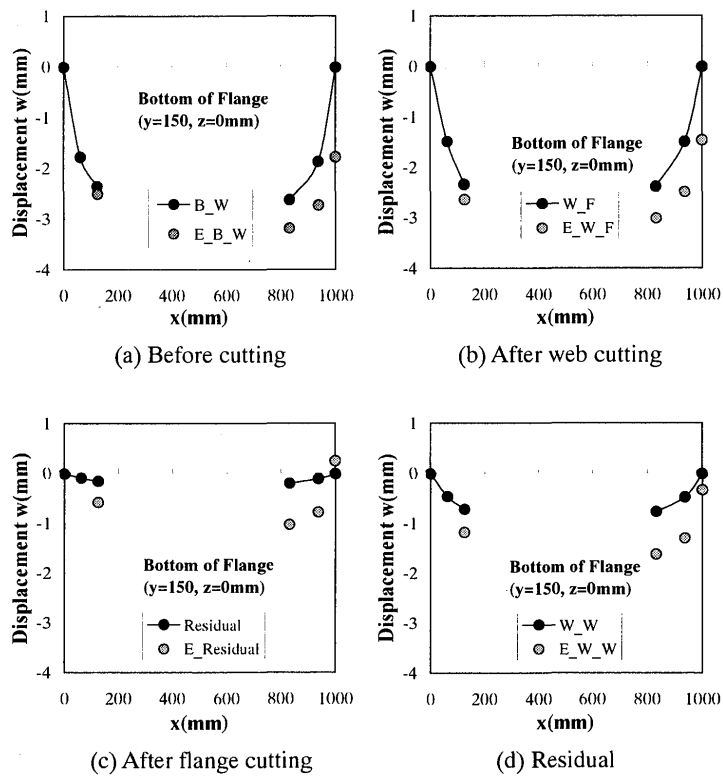 1
0
-1
-2
-3
-4
Displacement w(mm)
Bottom of Flange
(y=150, z=0mm)
B_W
E_B_W
0 200 400 600 800 1000
x(mm)
(a) Before cutting
1
0
-1
-2
-3
-4
Displacement w(mm)
Bottom of Flange
(y=150, z=0mm)
W_F
E_W_F
0 200 400 600 800 1000
x(mm)
(b) After web cutting
1
0
-1
-2
-3
-4
Displacement w(mm)
Bottom of Flange
(y=150, z=0mm)
Residual
E_Residual
0 200 400 600 800 1000
x(mm)
(c) After flange cutting
1
0
-1
-2
-3
-4
Displacement w(mm)
Bottom of Flange
(y=150, z=0mm)
W_W
E_W_W
0 200 400 600 800 1000
x(mm)
(d) Residual